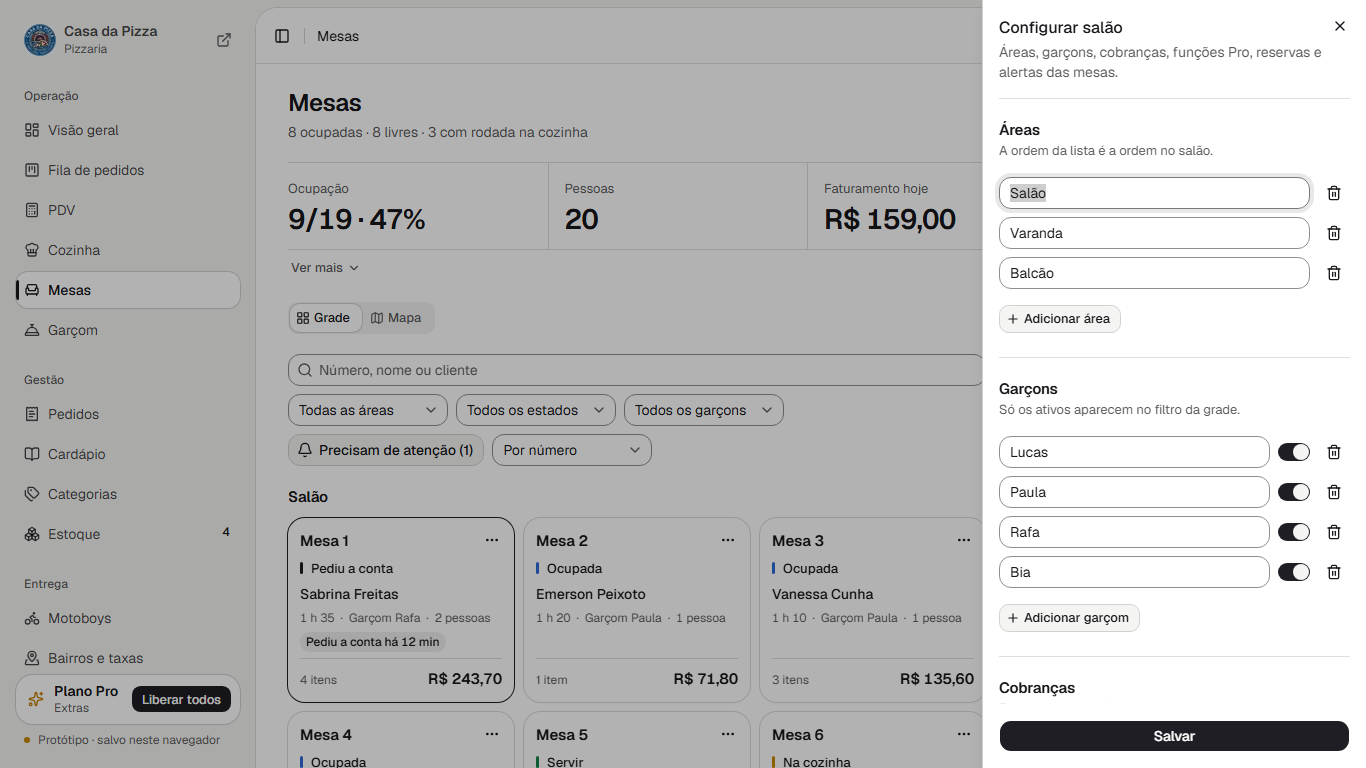 Casa da Pizza
Pizzaria
Operação
Visão geral
Fila de pedidos
PDV
Cozinha
Mesas
Garçom
Gestão
Pedidos
Cardápio
Categorias
Estoque 4
Entrega
Motoboys
Bairros e taxas
Plano Pro
Extras
Liberar todos
Protótipo · salvo neste navegador
Mesas
Mesas
8 ocupadas · 8 livres · 3 com rodada na cozinha
Ocupação
9/19 · 47%
Pessoas
20
Faturamento hoje
R$ 159,00
Ver mais
Grade Mapa
Número, nome ou cliente
Todas as áreas Todos os estados Todos os garçons
Precisam de atenção (1) Por número
Salão
Mesa 1
Pediu a conta
Sabrina Freitas
1 h 35 · Garçom Rafa · 2 pessoas
Pediu a conta há 12 min
4 itens R$ 243,70
Mesa 2
Ocupada
Emerson Peixoto
1 h 20 · Garçom Paula · 1 pessoa
1 item R$ 71,80
Mesa 3
Ocupada
Vanessa Cunha
1 h 10 · Garçom Paula · 1 pessoa
3 itens R$ 135,60
Mesa 4
Ocupada
Mesa 5
Servir
Mesa 6
Na cozinha
Configurar salão
Áreas, garçons, cobranças, funções Pro, reservas e
alertas das mesas.
Áreas
A ordem da lista é a ordem no salão.
Salão
Varanda
Balcão
+ Adicionar área
Garçons
Só os ativos aparecem no filtro da grade.
Lucas
Paula
Rafa
Bia
+ Adicionar garçom
Cobranças
Salvar